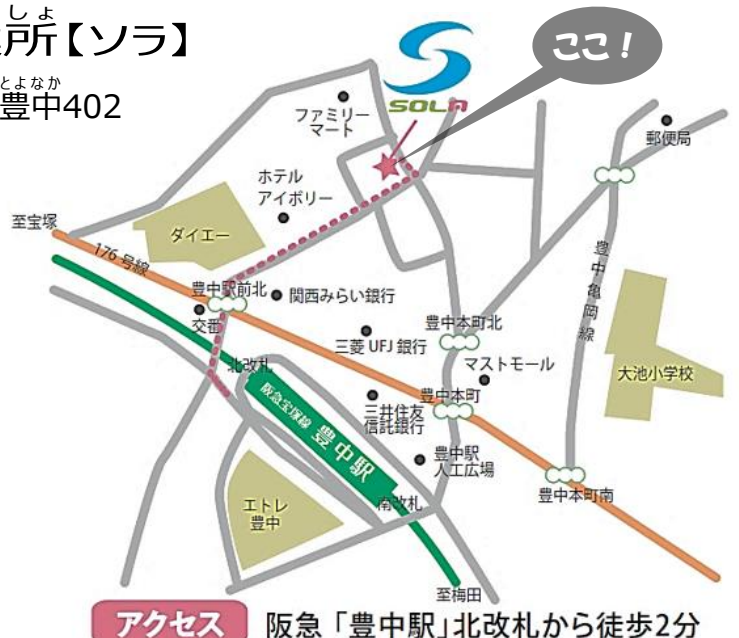 しょ
所【ソラ】
とよなか
豊中402
ここ！
SOLA
ファミリー
マート
郵便局
ホテル
アイボリー
至宝塚
ダイエー
176号線
豊中亀岡線
豊中駅前北
関西みらい銀行
交番
豊中本町北
三菱UFJ銀行
マストモール
北改札
大池小学校
豊中本町
阪急宝塚線 豊中駅
三井住友
信託銀行
豊中駅
人工広場
エトレ
豊中
南改札
豊中本町南
至梅田
アクセス 阪急「豊中駅」北改札から徒歩2分